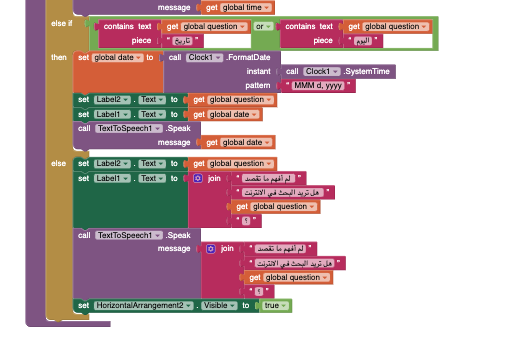 message get global time
else if contains text get global question or contains text get global question
piece " تاريخ " piece " اليوم "
then set global date to call Clock1 .FormatDate
instant call Clock1 .SystemTime
pattern " MMM d, yyyy "
set Label2 . Text to get global question
set Label1 . Text to get global date
call TextToSpeech1 .Speak
message get global date
else set Label2 . Text to get global question
set Label1 . Text to join " لم أفهم ما تقصد "
" هل تريد البحث في الانترنت "
get global question
" ؟ "
call TextToSpeech1 .Speak
message join " لم أفهم ما تقصد "
" هل تريد البحث في الانترنت "
get global question
" ؟ "
set HorizontalArrangement2 . Visible to true